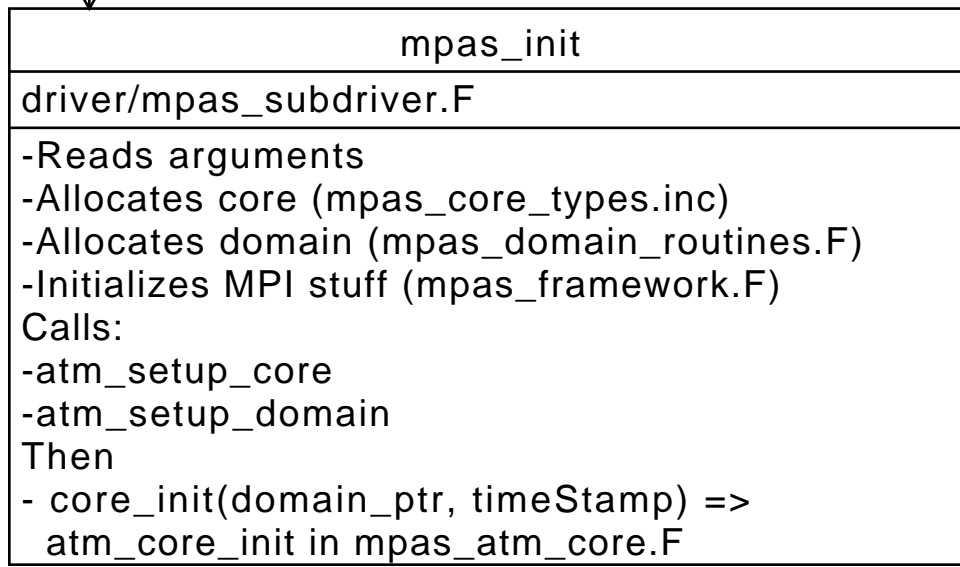 mpas_init
driver/mpas_subdriver.F
-Reads arguments
-Allocates core (mpas_core_types.inc)
-Allocates domain (mpas_domain_routines.F)
-Initializes MPI stuff (mpas_framework.F)
Calls:
-atm_setup_core
-atm_setup_domain
Then
- core_init(domain_ptr, timeStamp) =>
atm_core_init in mpas_atm_core.F